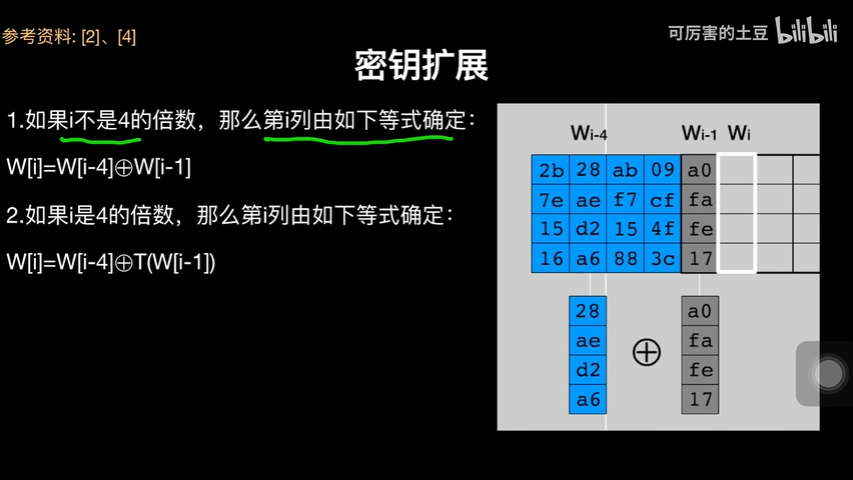 参考资料: [2]、[4]
可厉害的土豆 bilibili
密钥扩展
1.如果i不是4的倍数，那么第i列由如下等式确定：
W[i]=W[i-4]⊕W[i-1]
2.如果i是4的倍数，那么第i列由如下等式确定：
W[i]=W[i-4]⊕T(W[i-1])
Wi-4 Wi-1 Wi
2b 28 ab 09 a0
7e ae f7 cf fa
15 d2 15 4f fe
16 a6 88 3c 17
28 a0
ae fa
⊕
d2 fe
a6 17